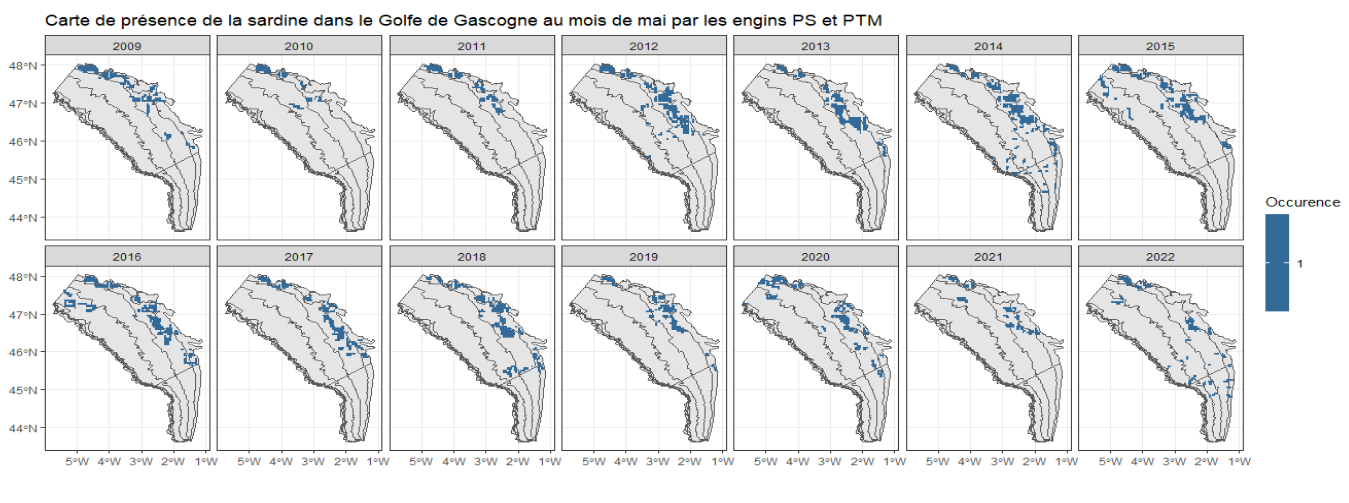 Carte de présence de la sardine dans le Golfe de Gascogne au mois de mai par les engins PS et PTM
2009 2010 2011 2012 2013 2014 2015
48°N
47°N
46°N
45°N
44°N
2016 2017 2018 2019 2020 2021 2022
48°N
47°N
46°N
45°N
44°N
5°W 4°W 3°W 2°W 1°W 5°W 4°W 3°W 2°W 1°W 5°W 4°W 3°W 2°W 1°W 5°W 4°W 3°W 2°W 1°W 5°W 4°W 3°W 2°W 1°W 5°W 4°W 3°W 2°W 1°W 5°W 4°W 3°W 2°W 1°W
Occurence
1